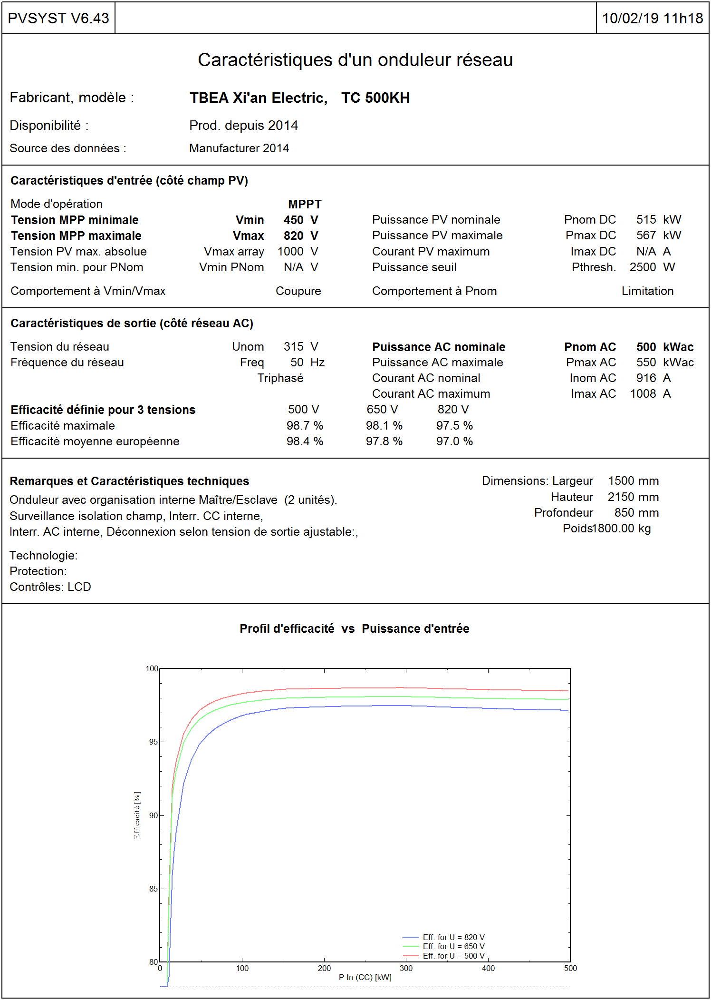 PVSYST V6.43
10/02/19 11h18
Caractéristiques d'un onduleur réseau
Fabricant, modèle : TBEA Xi'an Electric, TC 500KH
Disponibilité : Prod. depuis 2014
Source des données : Manufacturer 2014
Caractéristiques d'entrée (côté champ PV)
Mode d'opération MPPT
Tension MPP minimale Vmin 450 V Puissance PV nominale Pnom DC 515 kW
Tension MPP maximale Vmax 820 V Puissance PV maximale Pmax DC 567 kW
Tension PV max. absolue Vmax array 1000 V Courant PV maximum Imax DC N/A A
Tension min. pour PNom Vmin PNom N/A V Puissance seuil Pthresh. 2500 W
Comportement à Vmin/Vmax Coupure Comportement à Pnom Limitation
Caractéristiques de sortie (côté réseau AC)
Tension du réseau Unom 315 V Puissance AC nominale Pnom AC 500 kWac
Fréquence du réseau Freq 50 Hz Puissance AC maximale Pmax AC 550 kWac
Triphasé Courant AC nominal Inom AC 916 A
Courant AC maximum Imax AC 1008 A
Efficacité définie pour 3 tensions 500 V 650 V 820 V
Efficacité maximale 98.7 % 98.1 % 97.5 %
Efficacité moyenne européenne 98.4 % 97.8 % 97.0 %
Remarques et Caractéristiques techniques Dimensions: Largeur 1500 mm
Onduleur avec organisation interne Maître/Esclave (2 unités). Hauteur 2150 mm
Surveillance isolation champ, Interr. CC interne, Profondeur 850 mm
Interr. AC interne, Déconnexion selon tension de sortie ajustable:, Poids1800.00 kg
Technologie:
Protection:
Contrôles: LCD
Profil d'efficacité vs Puissance d'entrée
100
95
90
85
80
Efficacité [%]
Eff. for U = 820 V
Eff. for U = 650 V
Eff. for U = 500 V
0 100 200 300 400 500
P In (CC) [kW]